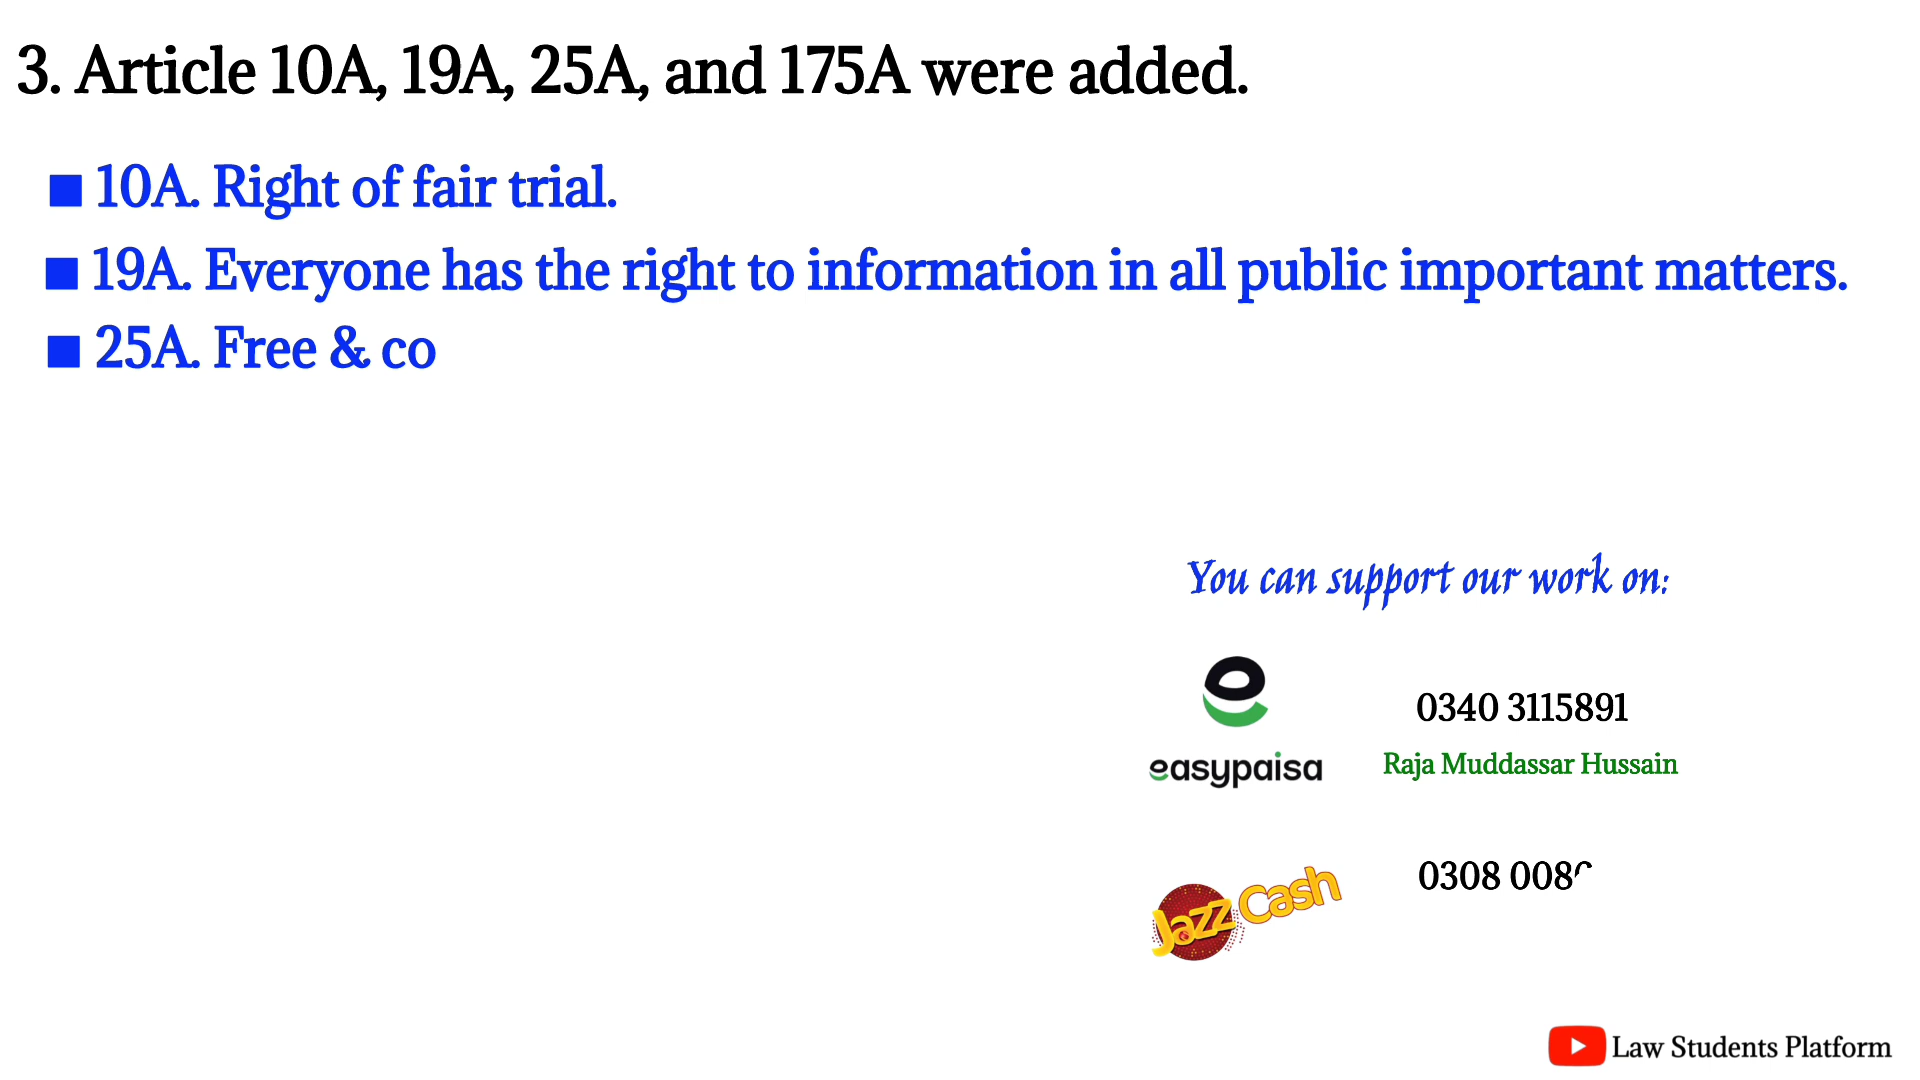 3. Article 10A, 19A, 25A, and 175A were added.
■ 10A. Right of fair trial.
■ 19A. Everyone has the right to information in all public important matters.
■ 25A. Free & co
You can support our work on:
easypaisa
0340 3115891
Raja Muddassar Hussain
JazzCash
0308 008
Law Students Platform